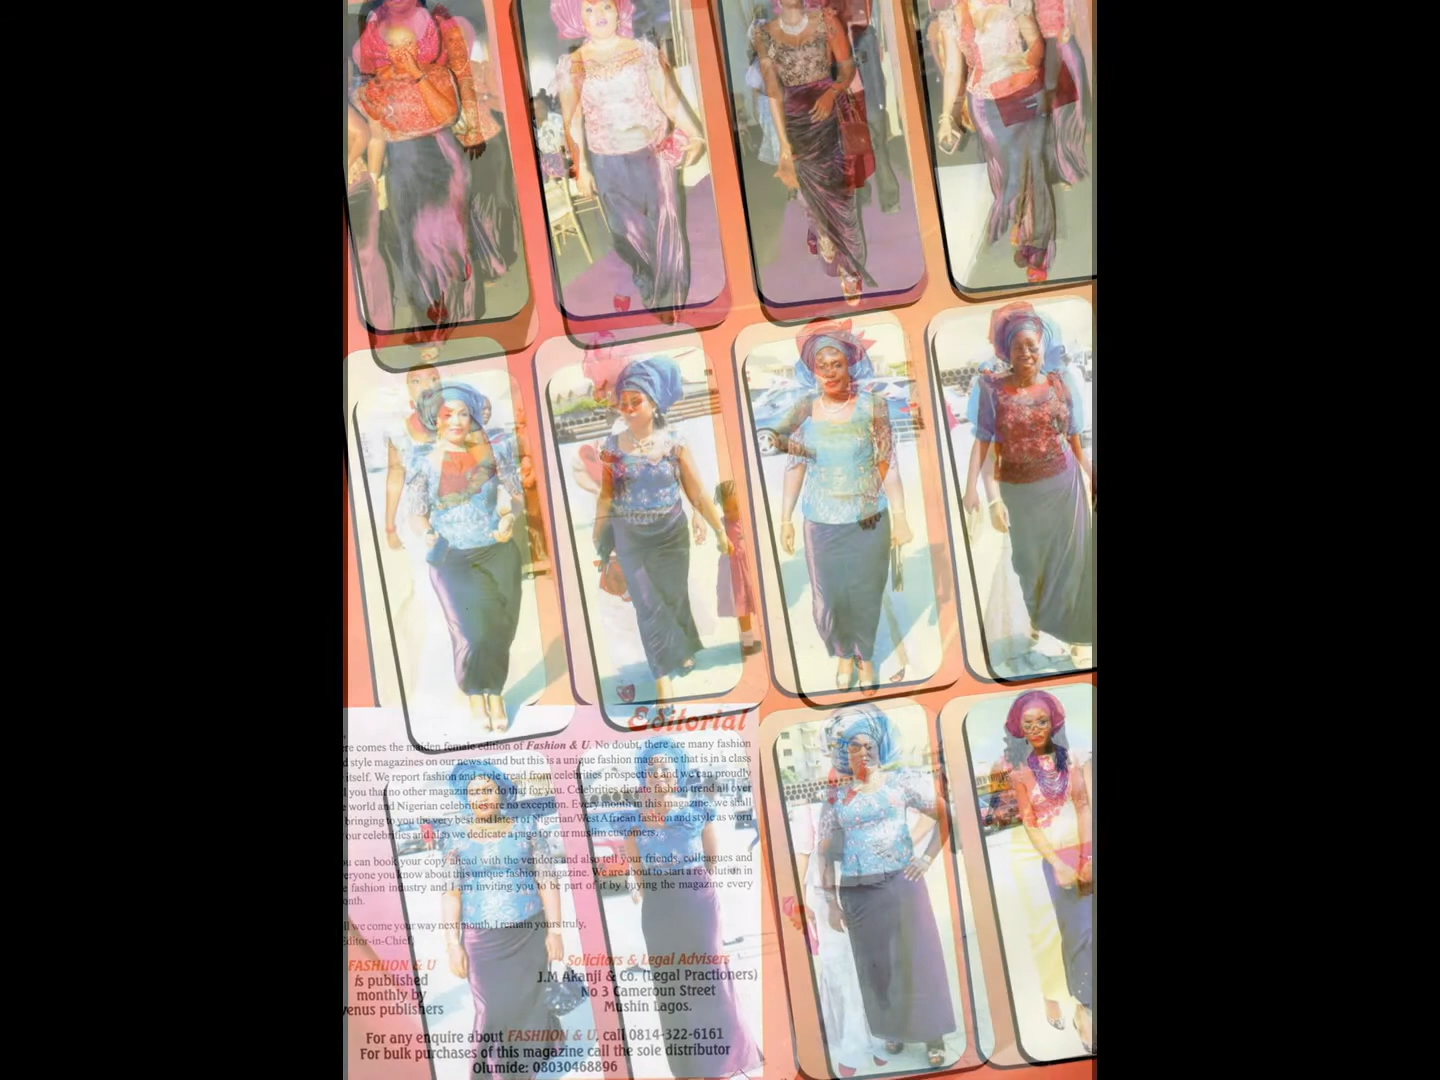 Editorial
re comes the maiden female edition of Fashion & U. No doubt, there are many fashion
d style magazines on our news stand but this is a unique fashion magazine that is in a class
itself. We report fashion and style tread from celebrities prospective and we can proudly
l you that no other magazine can do that for you. Celebrities dictate fashion trend all over
e world and Nigerian celebrities are no exception. Every month in this magazine, we shall
bringing to you the very best and latest of Nigerian/West African fashion and style as worn
our celebrities and also we dedicate a page for our muslim customers.
u can book your copy ahead with the vendors and also tell your friends, colleagues and
eryone you know about this unique fashion magazine. We are about to start a revolution in
e fashion industry and I am inviting you to be part of it by buying the magazine every
onth.
ll we come your way next month, I remain yours truly,
Editor-in-Chief
FASHIION & U
is published
monthly by
venus publishers
Solicitors & Legal Advisers
J.M Akanji & Co. (Legal Practioners)
No 3 Cameroun Street
Mushin Lagos.
For any enquire about FASHIION & U, call 0814-322-6161
For bulk purchases of this magazine call the sole distributor
Olumide: 08030468896